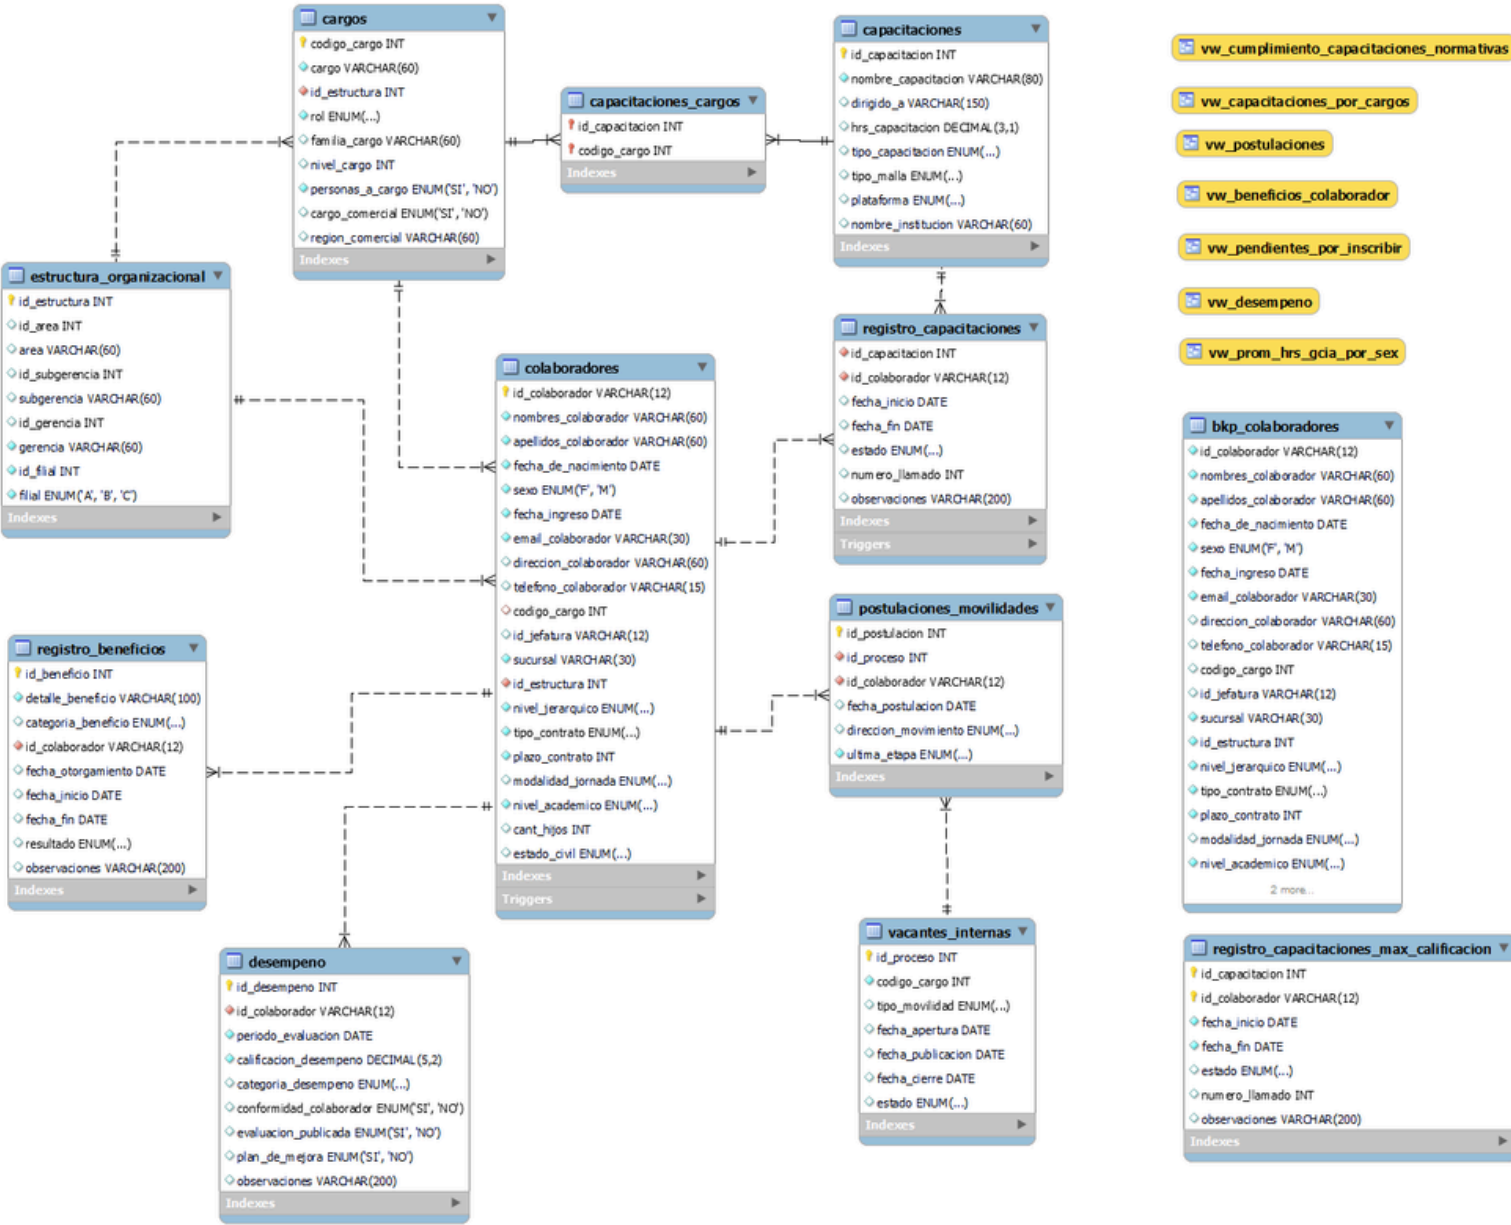 cargos
codigo_cargo INT
cargo VARCHAR(60)
id_estructura INT
rol ENUM(...)
familia_cargo VARCHAR(60)
nivel_cargo INT
personas_a_cargo ENUM('SI', 'NO')
cargo_comercial ENUM('SI', 'NO')
region_comercial VARCHAR(60)
Indexes
capacitaciones_cargos
id_capacitacion INT
codigo_cargo INT
Indexes
capacitaciones
id_capacitacion INT
nombre_capacitacion VARCHAR(80)
dirigido_a VARCHAR(150)
hrs_capacitacion DECIMAL(3,1)
tipo_capacitacion ENUM(...)
tipo_malla ENUM(...)
plataforma ENUM(...)
nombre_institucion VARCHAR(60)
Indexes
vw_cumplimiento_capacitaciones_normativas
vw_capacitaciones_por_cargos
vw_postulaciones
vw_beneficios_colaborador
vw_pendientes_por_inscribir
vw_desempeno
vw_prom_hrs_gcia_por_sex
estructura_organizacional
id_estructura INT
id_area INT
area VARCHAR(60)
id_subgerencia INT
subgerencia VARCHAR(60)
id_gerencia INT
gerencia VARCHAR(60)
id_filial INT
filial ENUM('A', 'B', 'C')
Indexes
colaboradores
id_colaborador VARCHAR(12)
nombres_colaborador VARCHAR(60)
apellidos_colaborador VARCHAR(60)
fecha_de_nacimiento DATE
sexo ENUM('F', 'M')
fecha_ingreso DATE
email_colaborador VARCHAR(30)
direccion_colaborador VARCHAR(60)
telefono_colaborador VARCHAR(15)
codigo_cargo INT
id_jefatura VARCHAR(12)
sucursal VARCHAR(30)
id_estructura INT
nivel_jerarquico ENUM(...)
tipo_contrato ENUM(...)
plazo_contrato INT
modalidad_jornada ENUM(...)
nivel_academico ENUM(...)
cant_hijos INT
estado_civil ENUM(...)
Indexes
Triggers
registro_capacitaciones
id_capacitacion INT
id_colaborador VARCHAR(12)
fecha_inicio DATE
fecha_fin DATE
estado ENUM(...)
numero_llamado INT
observaciones VARCHAR(200)
Indexes
Triggers
bkp_colaboradores
id_colaborador VARCHAR(12)
nombres_colaborador VARCHAR(60)
apellidos_colaborador VARCHAR(60)
fecha_de_nacimiento DATE
sexo ENUM('F', 'M')
fecha_ingreso DATE
email_colaborador VARCHAR(30)
direccion_colaborador VARCHAR(60)
telefono_colaborador VARCHAR(15)
codigo_cargo INT
id_jefatura VARCHAR(12)
sucursal VARCHAR(30)
id_estructura INT
nivel_jerarquico ENUM(...)
tipo_contrato ENUM(...)
plazo_contrato INT
modalidad_jornada ENUM(...)
nivel_academico ENUM(...)
2 more...
registro_beneficios
id_beneficio INT
detalle_beneficio VARCHAR(100)
categoria_beneficio ENUM(...)
id_colaborador VARCHAR(12)
fecha_otorgamiento DATE
fecha_inicio DATE
fecha_fin DATE
resultado ENUM(...)
observaciones VARCHAR(200)
Indexes
postulaciones_movilidades
id_postulacion INT
id_proceso INT
id_colaborador VARCHAR(12)
fecha_postulacion DATE
direccion_movimiento ENUM(...)
ultima_etapa ENUM(...)
Indexes
desempeno
id_desempeno INT
id_colaborador VARCHAR(12)
periodo_evaluacion DATE
calificacion_desempeno DECIMAL(5,2)
categoria_desempeno ENUM(...)
conformidad_colaborador ENUM('SI', 'NO')
evaluacion_publicada ENUM('SI', 'NO')
plan_de_mejora ENUM('SI', 'NO')
observaciones VARCHAR(200)
Indexes
vacantes_internas
id_proceso INT
codigo_cargo INT
tipo_movilidad ENUM(...)
fecha_apertura DATE
fecha_publicacion DATE
fecha_cierre DATE
estado ENUM(...)
Indexes
registro_capacitaciones_max_calificacion
id_capacitacion INT
id_colaborador VARCHAR(12)
fecha_inicio DATE
fecha_fin DATE
estado ENUM(...)
numero_llamado INT
observaciones VARCHAR(200)
Indexes